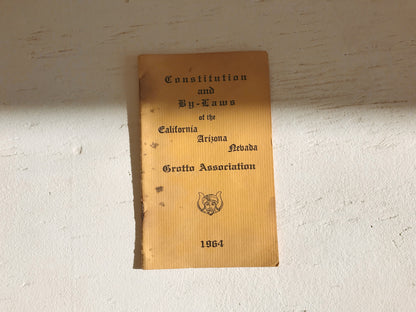 Constitution
and
By-Laws
of the
California
Arizona
Nevada
Grotto Association
1964